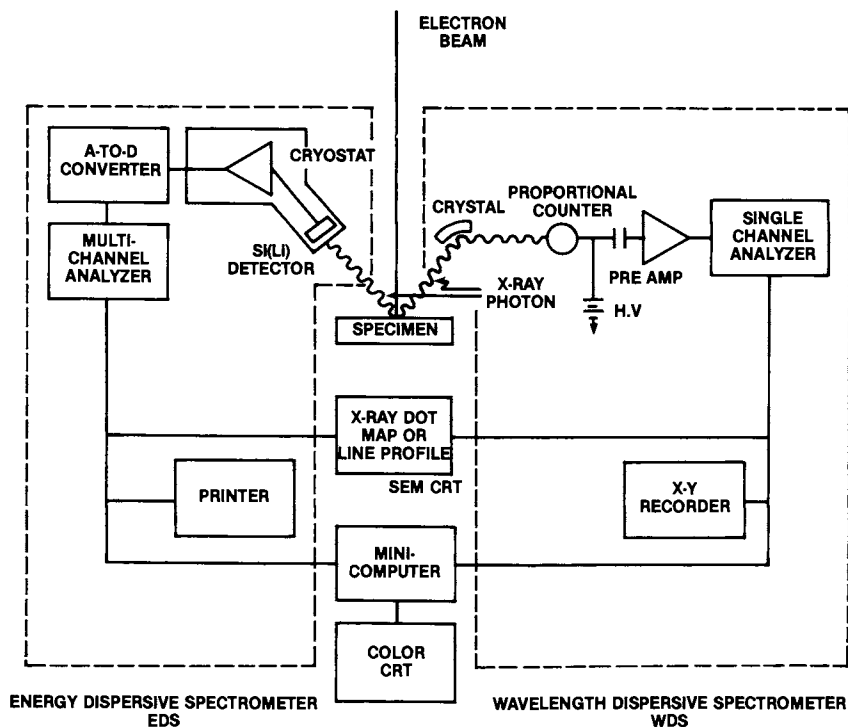 ELECTRON
BEAM
A-TO-D
CONVERTER
CRYOSTAT
MULTI-
CHANNEL
ANALYZER
SI(Li)
DETECTOR
CRYSTAL
PROPORTIONAL
COUNTER
PRE AMP
SINGLE
CHANNEL
ANALYZER
X-RAY
PHOTON
H.V
SPECIMEN
X-RAY DOT
MAP OR
LINE PROFILE
SEM CRT
PRINTER
X-Y
RECORDER
MINI-
COMPUTER
COLOR
CRT
ENERGY DISPERSIVE SPECTROMETER
EDS
WAVELENGTH DISPERSIVE SPECTROMETER
WDS